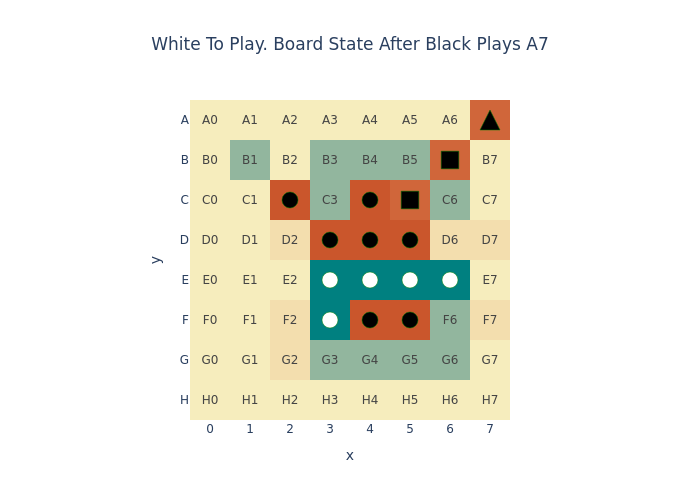 White To Play. Board State After Black Plays A7
A A0 A1 A2 A3 A4 A5 A6
B B0 B1 B2 B3 B4 B5 B7
C C0 C1 C3 C6 C7
D D0 D1 D2 D6 D7
E E0 E1 E2 E7
F F0 F1 F2 F6 F7
G G0 G1 G2 G3 G4 G5 G6 G7
H H0 H1 H2 H3 H4 H5 H6 H7
0 1 2 3 4 5 6 7
x
y